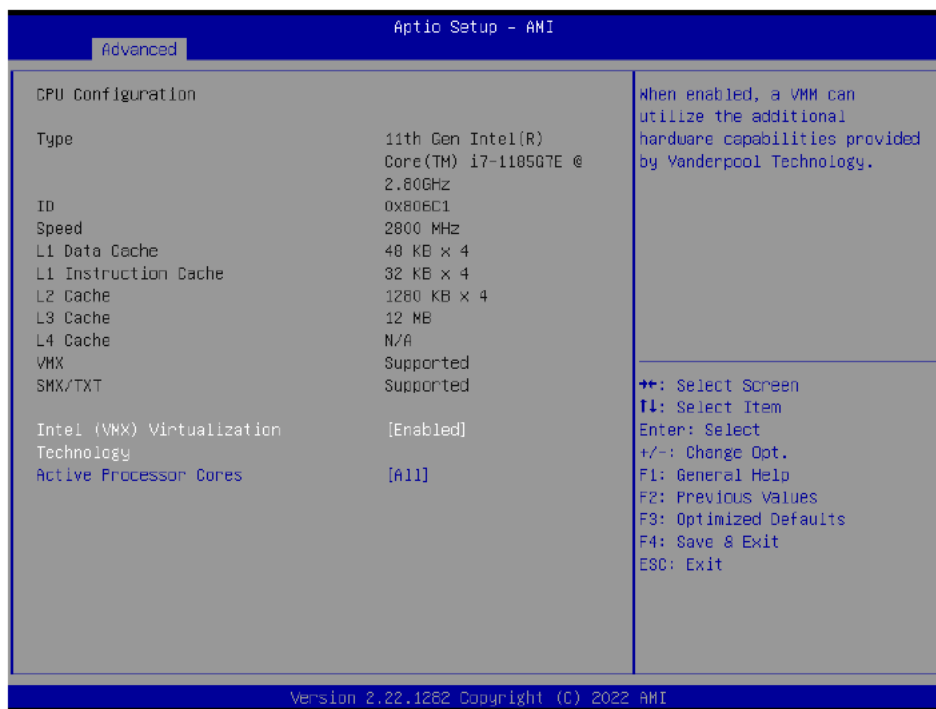 Aptio Setup - AMI
Advanced
CPU Configuration
Type 11th Gen Intel(R)
Core(TM) i7-1185G7E @
2.80GHz
ID 0x806C1
Speed 2800 MHz
L1 Data Cache 48 KB x 4
L1 Instruction Cache 32 KB x 4
L2 Cache 1280 KB x 4
L3 Cache 12 MB
L4 Cache N/A
VMX Supported
SMX/TXT Supported
Intel (VMX) Virtualization [Enabled]
Technology
Active Processor Cores [All]
When enabled, a VMM can
utilize the additional
hardware capabilities provided
by Vanderpool Technology.
→←: Select Screen
↑↓: Select Item
Enter: Select
+/-: Change Opt.
F1: General Help
F2: Previous Values
F3: Optimized Defaults
F4: Save & Exit
ESC: Exit
Version 2.22.1282 Copyright (C) 2022 AMI